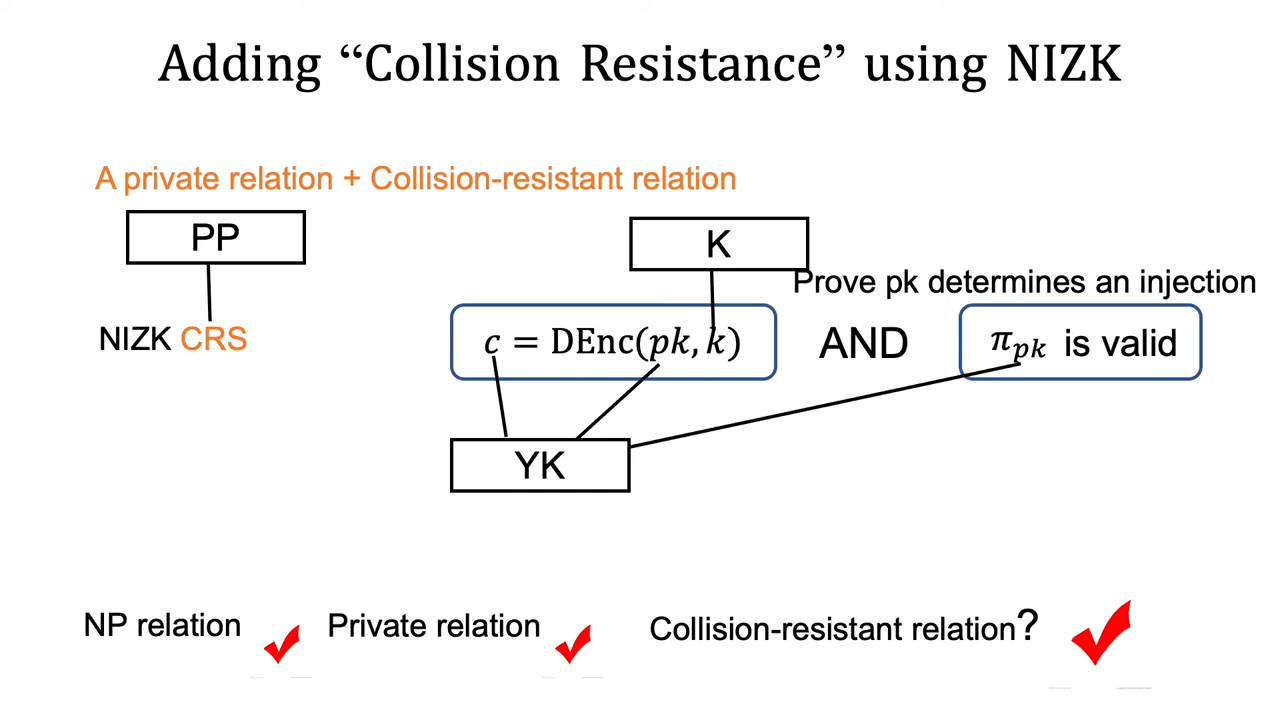 Adding “Collision Resistance” using NIZK
A private relation + Collision-resistant relation
PP
K
Prove pk determines an injection
NIZK CRS
c = DEnc(pk, k)
AND
π_pk is valid
YK
NP relation
Private relation
Collision-resistant relation?